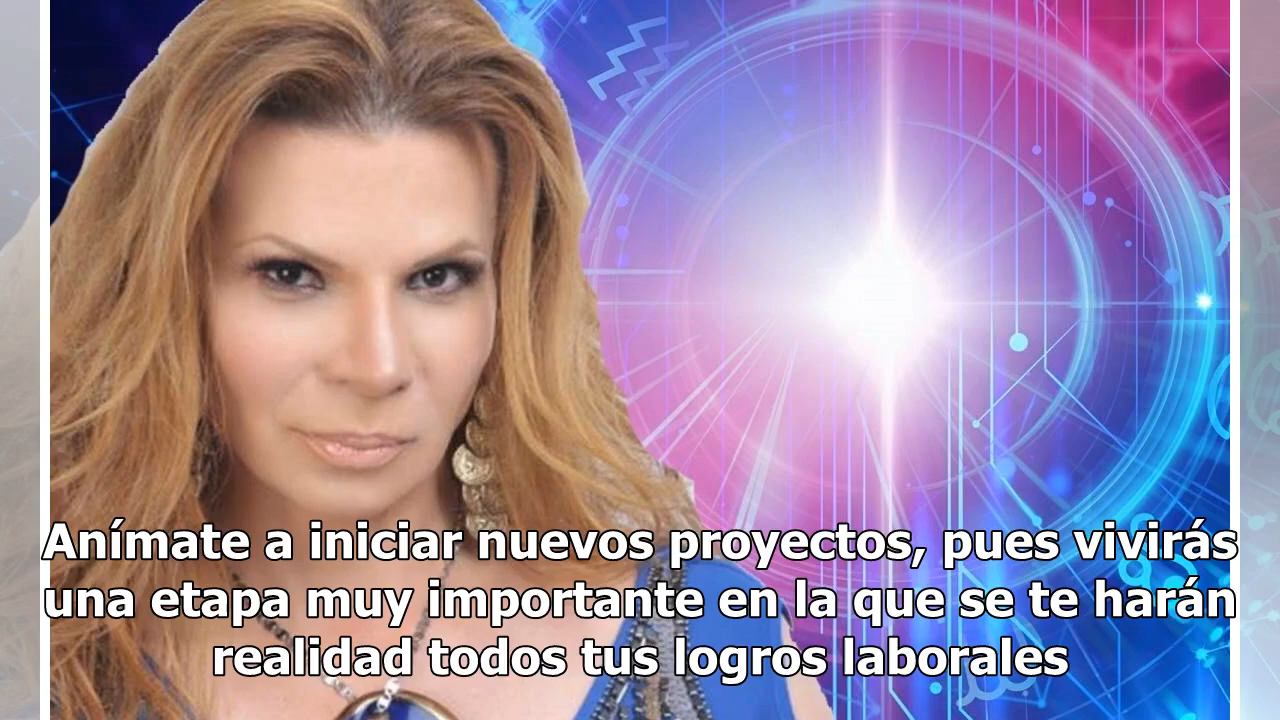 Anímate a iniciar nuevos proyectos, pues vivirás
una etapa muy importante en la que se te harán
realidad todos tus logros laborales